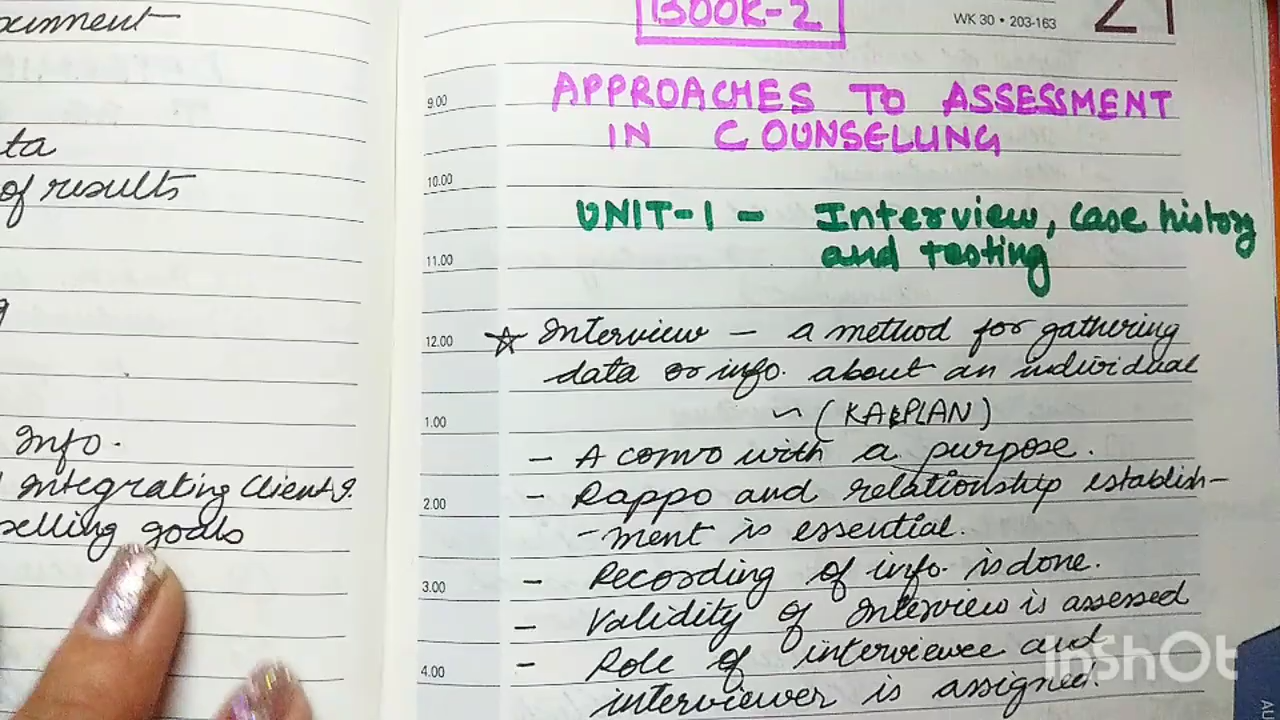 ta
of results
Info.
Integrating Client's
selling goals
BOOK-2
WK 30 • 203-163
21
9.00
APPROACHES TO ASSESSMENT
IN COUNSELLING
10.00
UNIT-1 - Interview, case history
and testing
11.00
12.00
☆ Interview - a method for gathering
data or info. about an individual
~ (KAPLAN)
1.00
- A convo with a purpose.
- Rappo and relationship establish-
2.00
-ment is essential.
- Recording of info. is done.
3.00
- Validity of Interview is assessed
- Role of interviewee and
4.00
interviewer is assigned.
InShOt